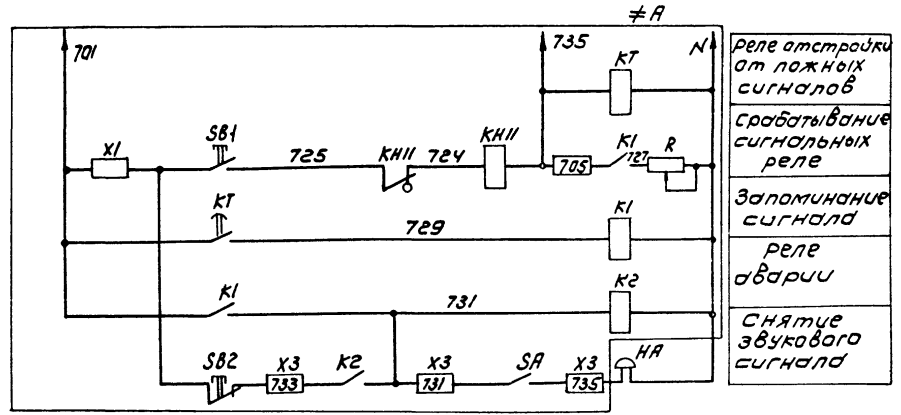 ≠A
701
735
N
KT
Реле отстройки
от ложных
сигналов
X1
SB1
725
KH11
724
KH11
705
K1
727
R
Срабатывание
сигнальных
реле
KT
729
K1
Запоминание
сигнала
K1
731
K2
Реле
аварии
SB2
X3
733
K2
X3
731
SA
X3
735
HA
Снятие
звукового
сигнала